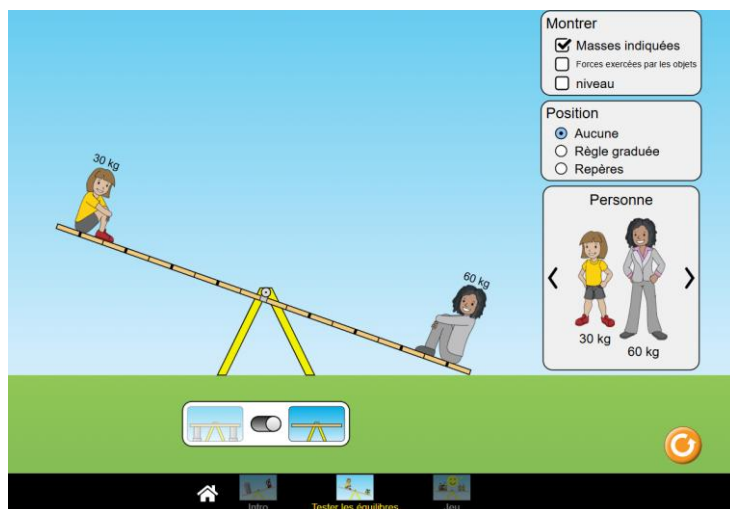 Montrer
Masses indiquées
Forces exercées par les objets
niveau
Position
Aucune
Règle graduée
Repères
Personne
30 kg
60 kg
30 kg
60 kg
Intro
Tester les équilibres
Jeu